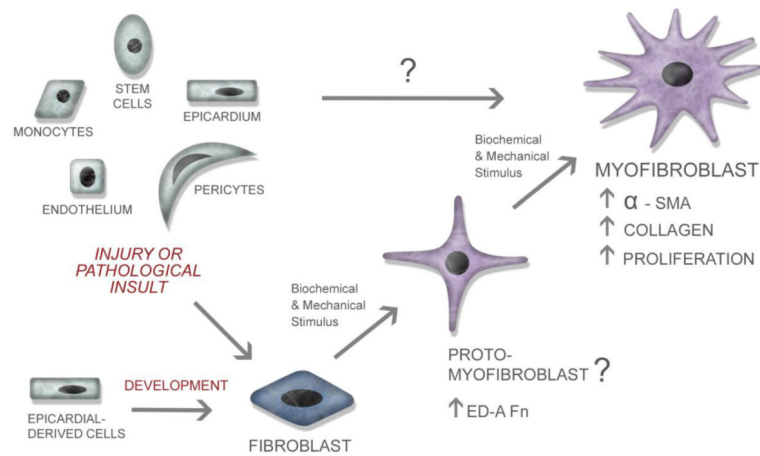 STEM
CELLS
?
MONOCYTES
EPICARDIUM
Biochemical
& Mechanical
Stimulus
MYOFIBROBLAST
↑ α - SMA
↑ COLLAGEN
↑ PROLIFERATION
ENDOTHELIUM
PERICYTES
INJURY OR
PATHOLOGICAL
INSULT
Biochemical
& Mechanical
Stimulus
PROTO-
MYOFIBROBLAST ?
↑ ED-A Fn
DEVELOPMENT
EPICARDIAL-
DERIVED CELLS
FIBROBLAST